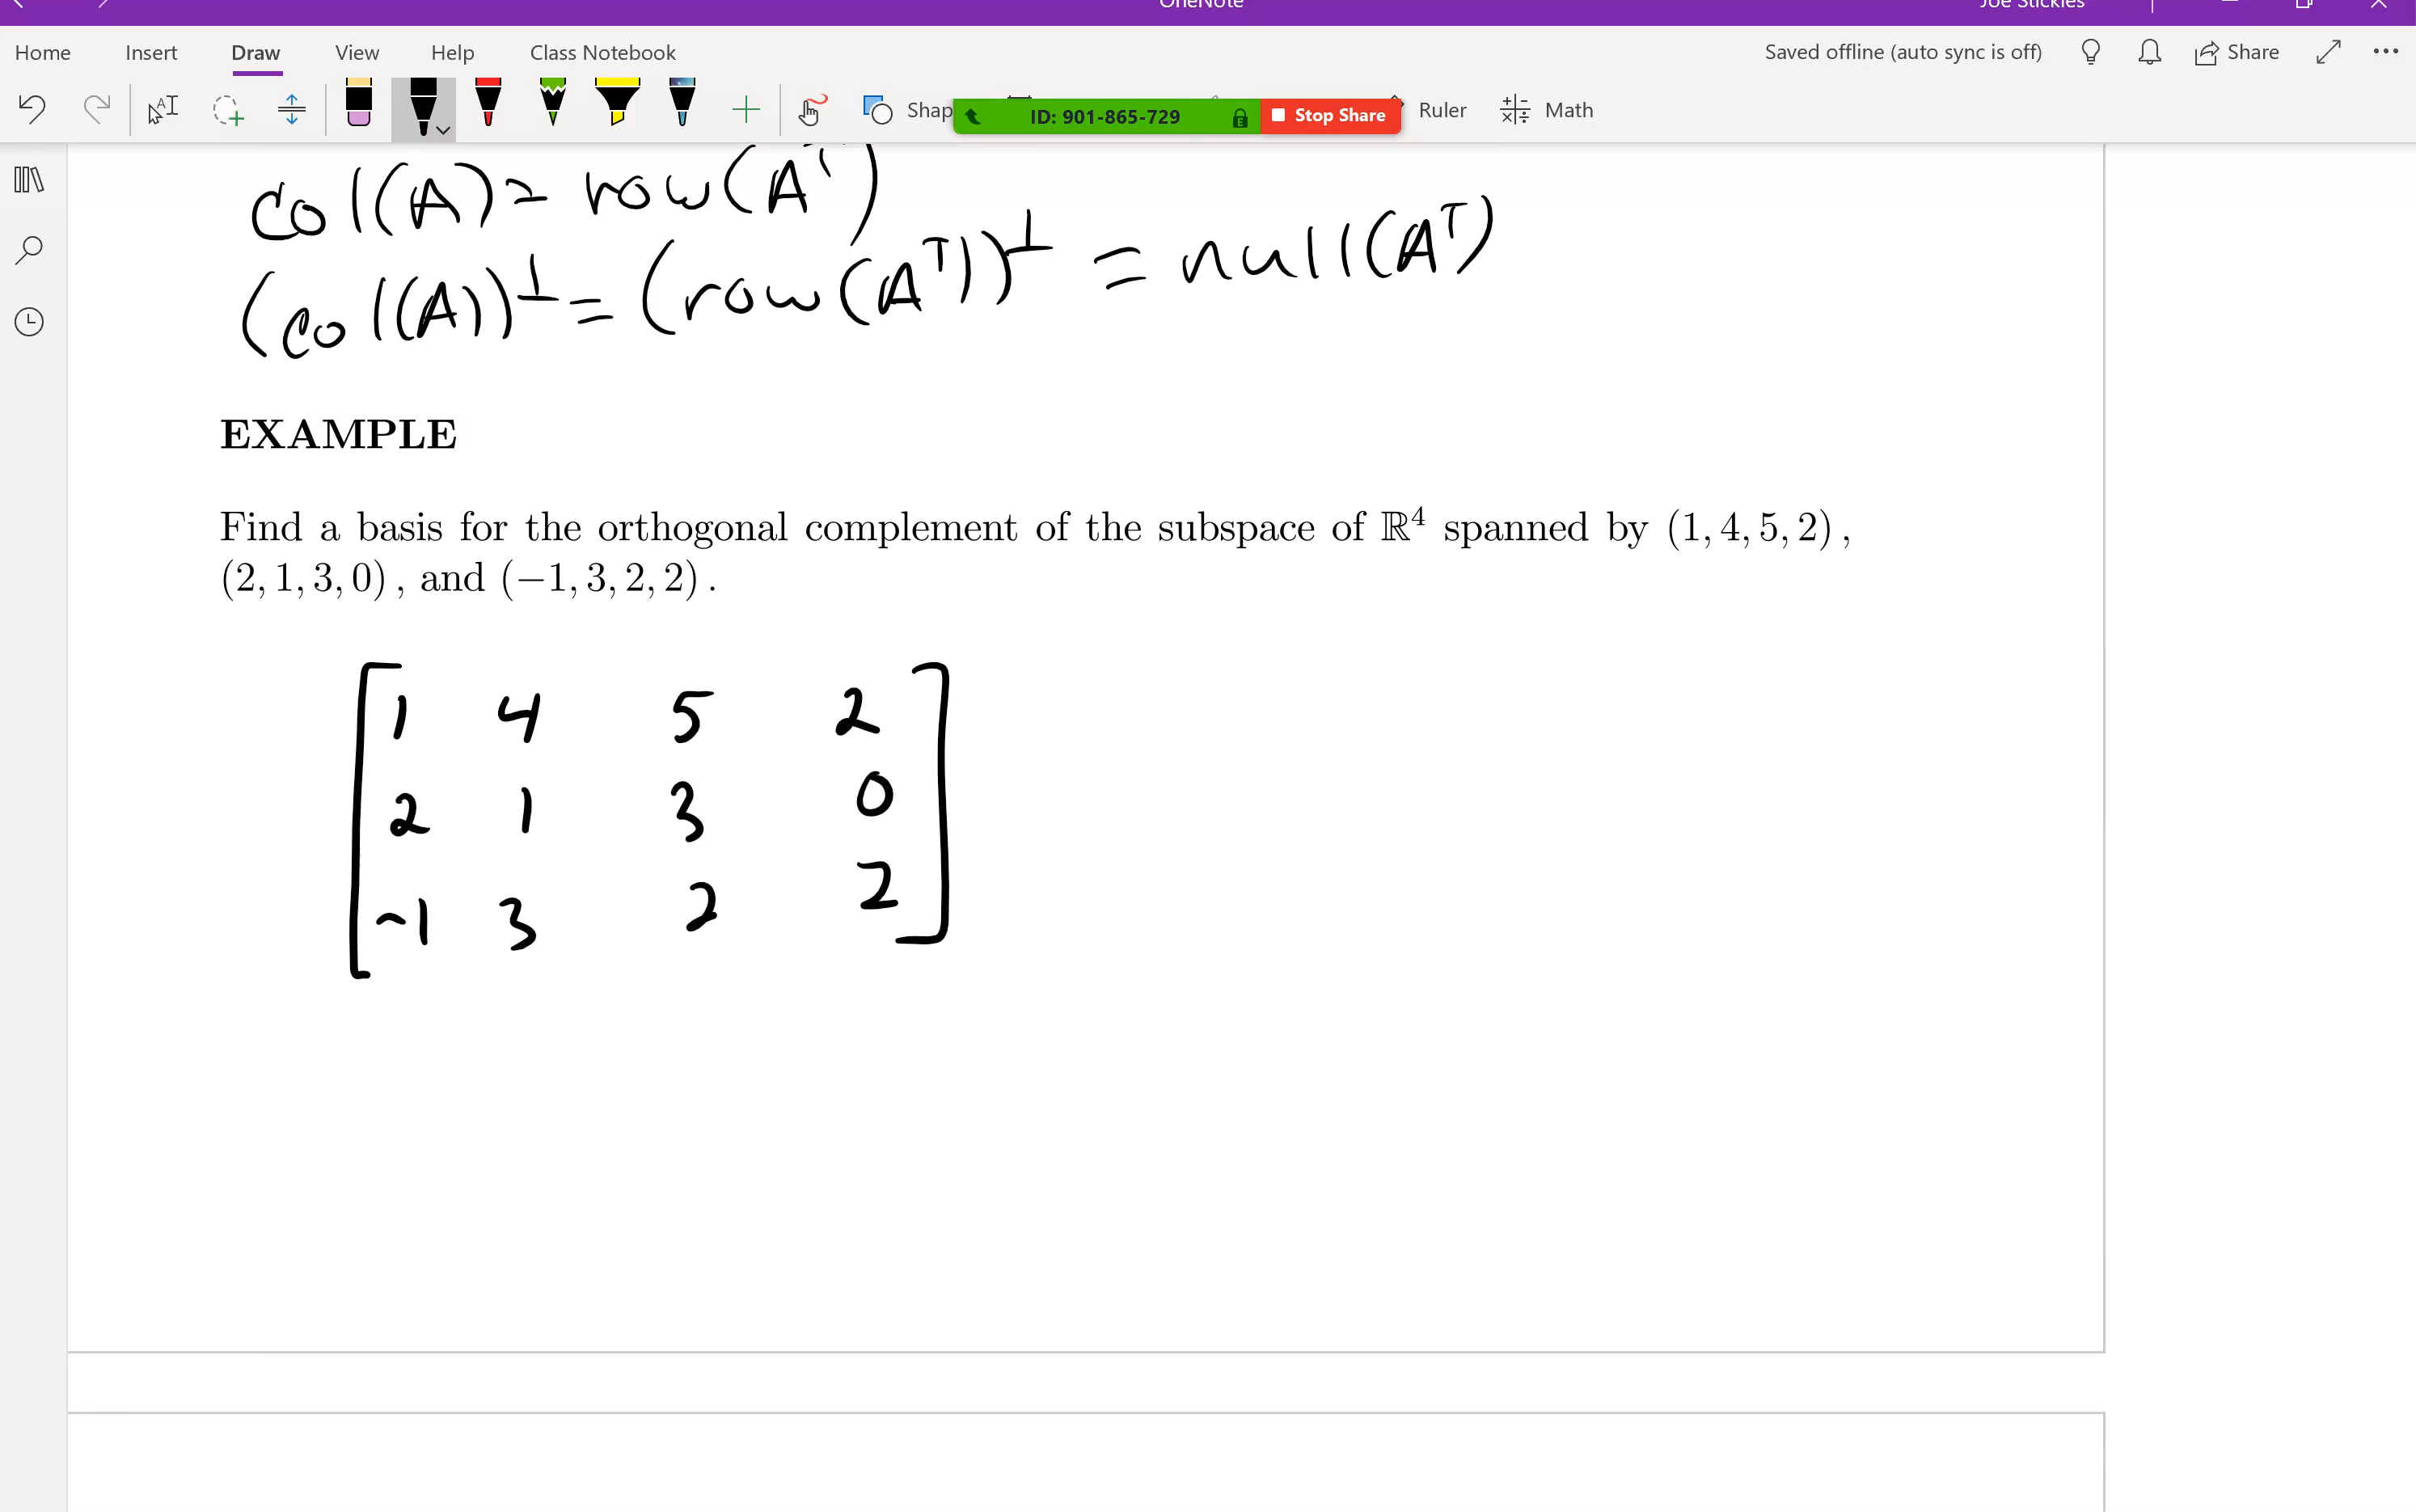 OneNote Joe Stickles
Home Insert Draw View Help Class Notebook Saved offline (auto sync is off) Share
Shap ID: 901-865-729 Stop Share Ruler Math
col(A) = row(Aᵀ)
(col(A))^⊥ = (row(Aᵀ))^⊥ = null(Aᵀ)
EXAMPLE
Find a basis for the orthogonal complement of the subspace of ℝ⁴ spanned by (1, 4, 5, 2),
(2, 1, 3, 0), and (−1, 3, 2, 2).
1 4 5 2
2 1 3 0
-1 3 2 2